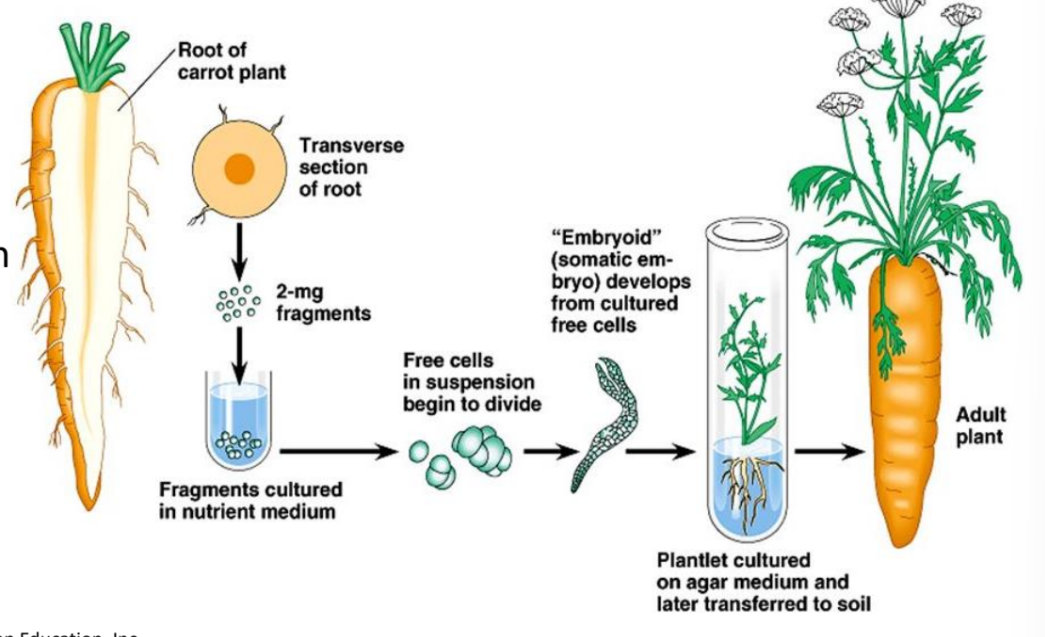 Root of
carrot plant
Transverse
section
of root
2-mg
fragments
Fragments cultured
in nutrient medium
Free cells
in suspension
begin to divide
“Embryoid”
(somatic em-
bryo) develops
from cultured
free cells
Plantlet cultured
on agar medium and
later transferred to soil
Adult
plant
Education, Inc